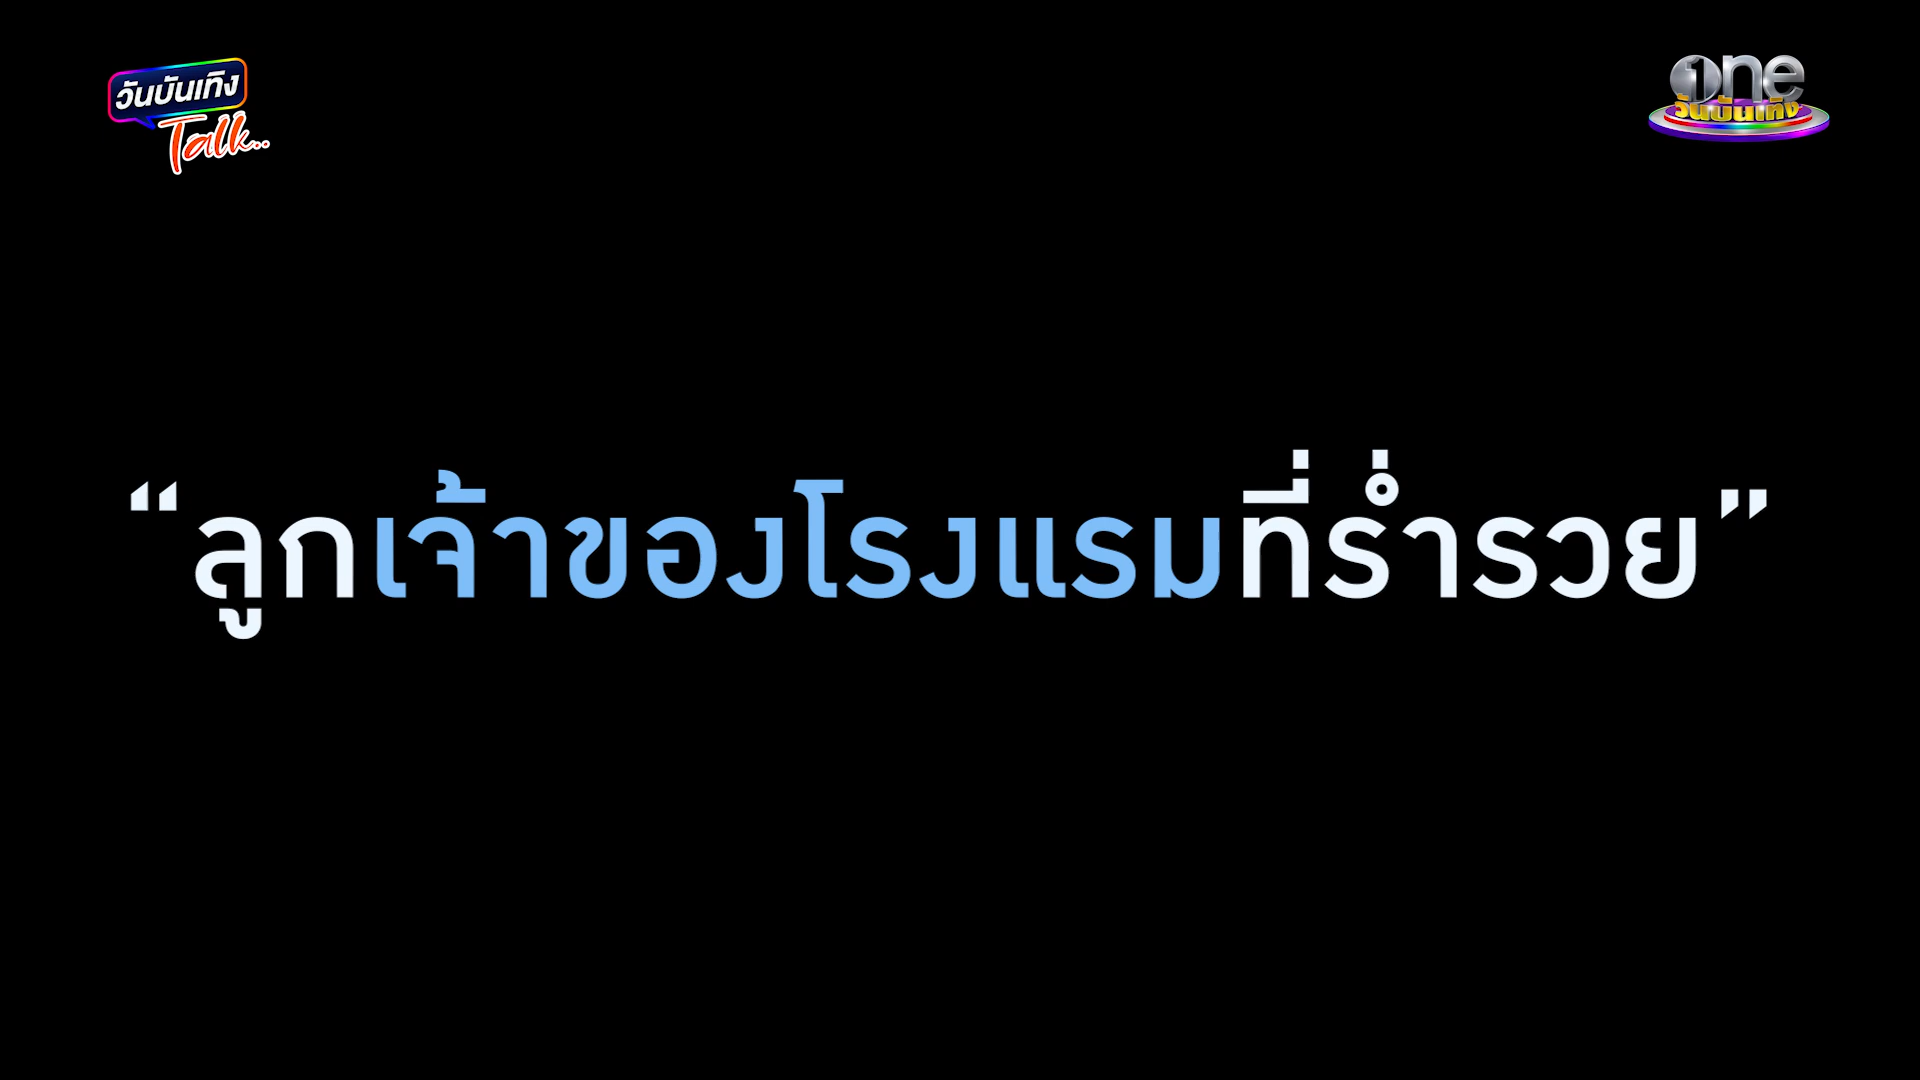 วันบันเทิง
Talk..
one
วันบันเทิง
“ลูกเจ้าของโรงแรมที่ร่ำรวย”